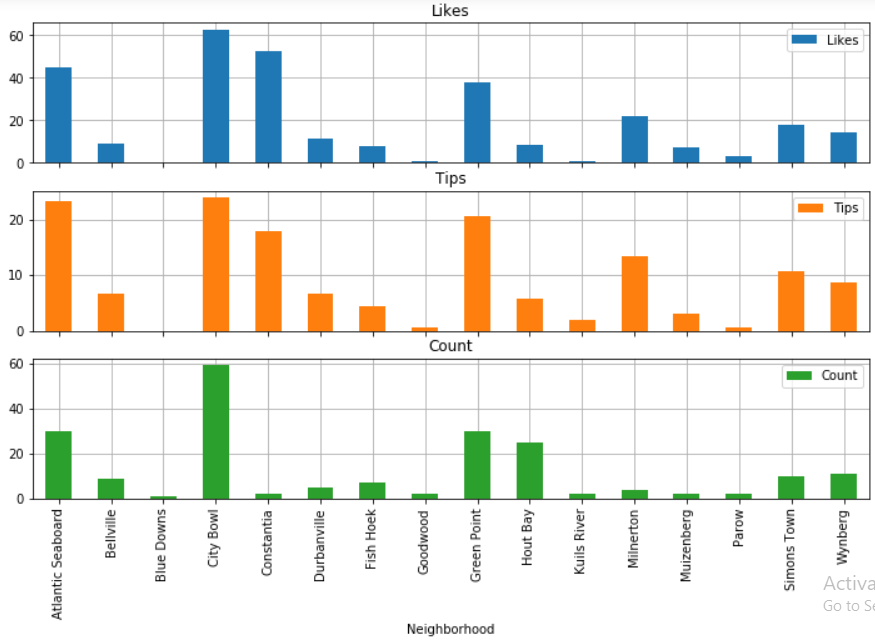 Likes
60
40
20
0
Likes
Tips
20
10
0
Tips
Count
60
40
20
0
Count
Atlantic Seaboard
Bellville
Blue Downs
City Bowl
Constantia
Durbanville
Fish Hoek
Goodwood
Green Point
Hout Bay
Kuils River
Milnerton
Muizenberg
Parow
Simons Town
Wynberg
Neighborhood
Go to